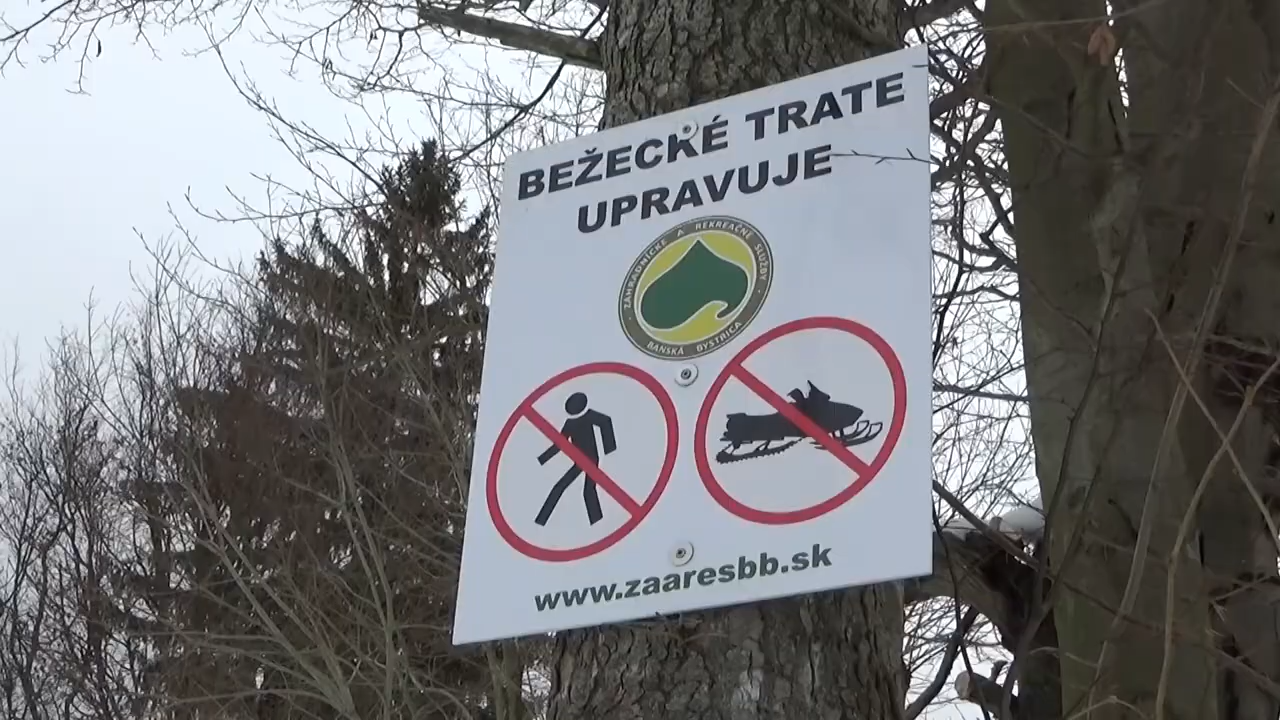 BEŽECKÉ TRATE
UPRAVUJE
ZÁHRADNÍCKE A REKREAČNÉ SLUŽBY
BANSKÁ BYSTRICA
www.zaaresbb.sk